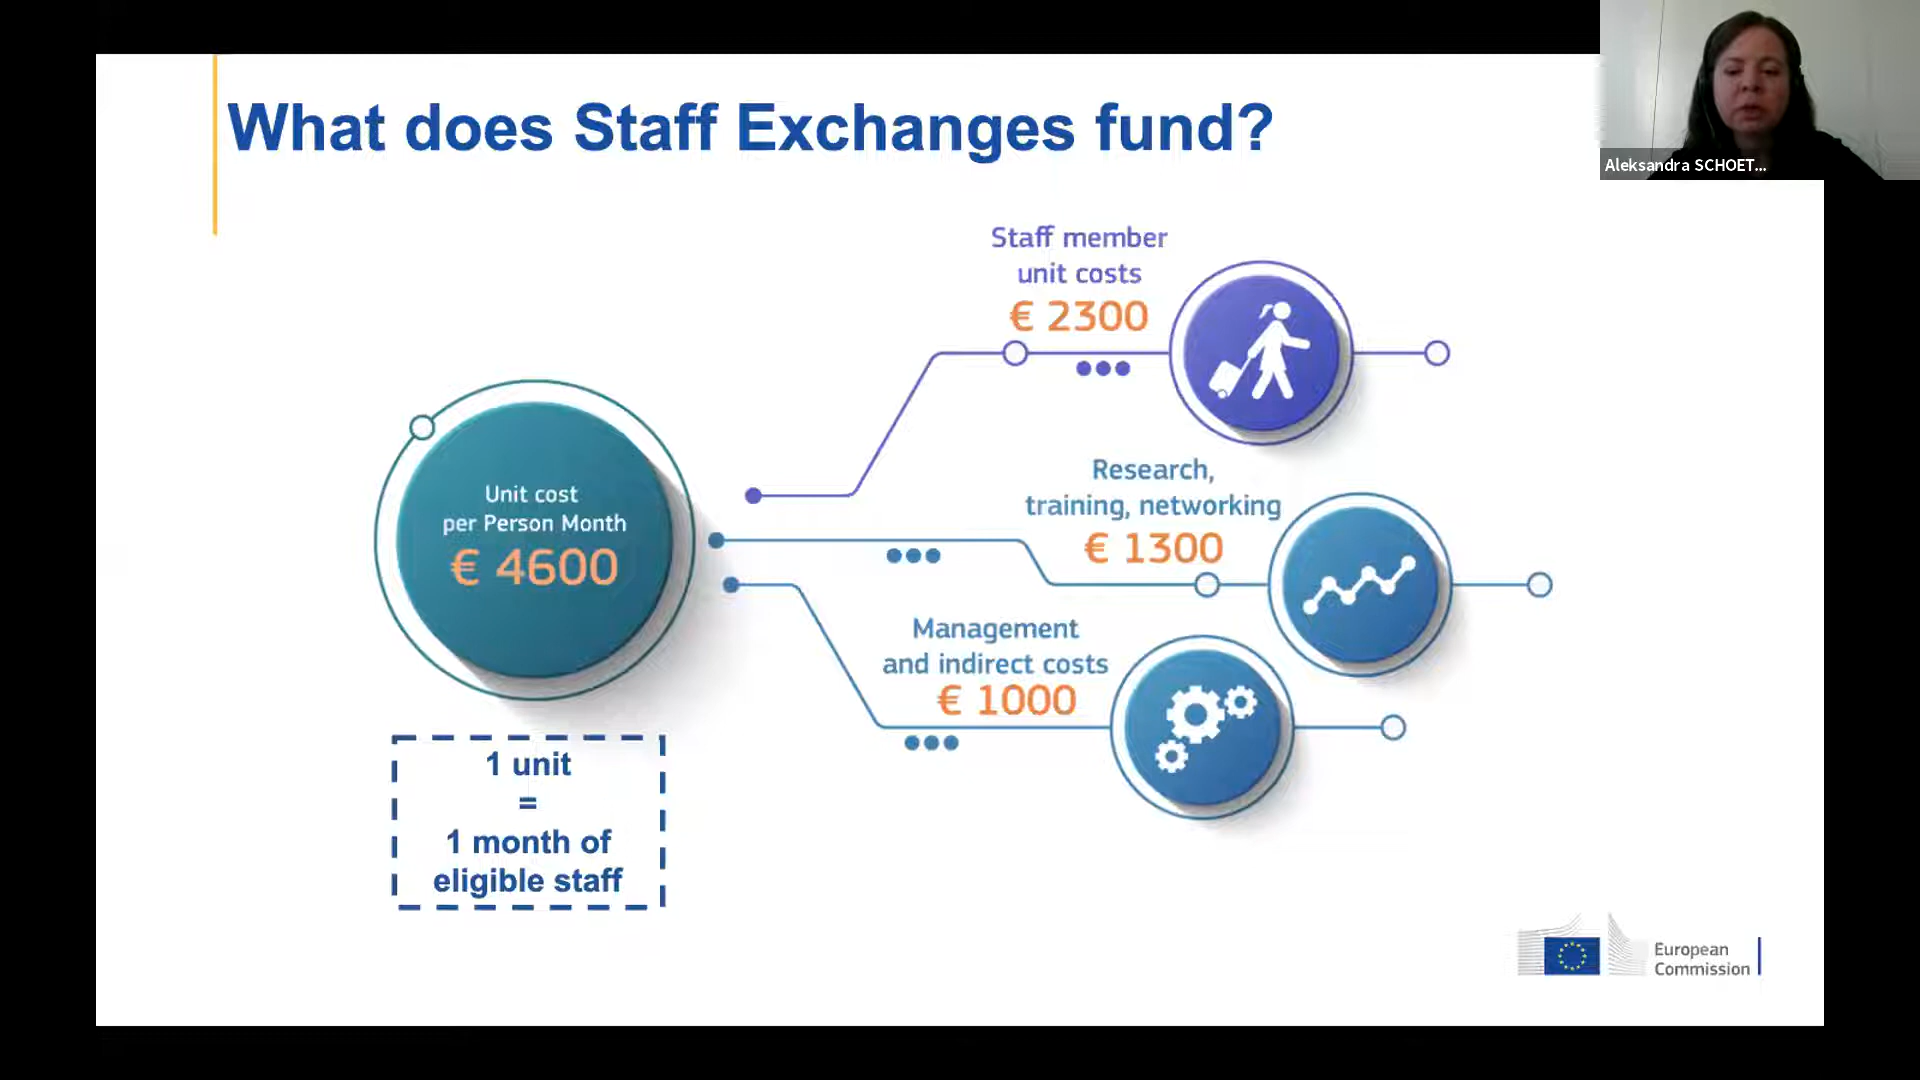 What does Staff Exchanges fund?
Aleksandra SCHOET...
Staff member
unit costs
€ 2300
Research,
training, networking
€ 1300
Unit cost
per Person Month
€ 4600
Management
and indirect costs
€ 1000
1 unit
=
1 month of
eligible staff
European
Commission